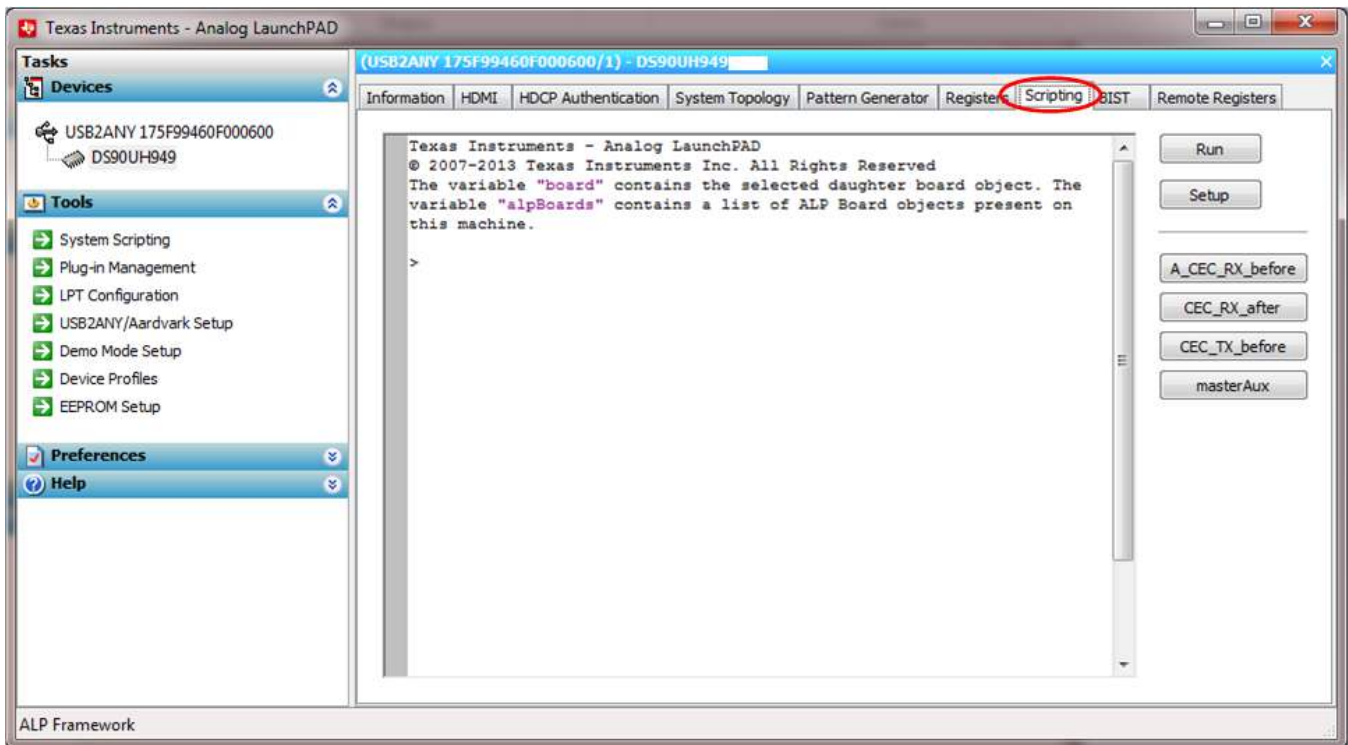 Texas Instruments - Analog LaunchPAD
Tasks
Devices
USB2ANY 175F99460F000600
DS90UH949
Tools
System Scripting
Plug-in Management
LPT Configuration
USB2ANY/Aardvark Setup
Demo Mode Setup
Device Profiles
EEPROM Setup
Preferences
Help
(USB2ANY 175F99460F000600/1) - DS90UH949
Information HDMI HDCP Authentication System Topology Pattern Generator Registers Scripting BIST Remote Registers
Texas Instruments - Analog LaunchPAD
© 2007-2013 Texas Instruments Inc. All Rights Reserved
The variable "board" contains the selected daughter board object. The
variable "alpBoards" contains a list of ALP Board objects present on
this machine.
>
Run
Setup
A_CEC_RX_before
CEC_RX_after
CEC_TX_before
masterAux
ALP Framework